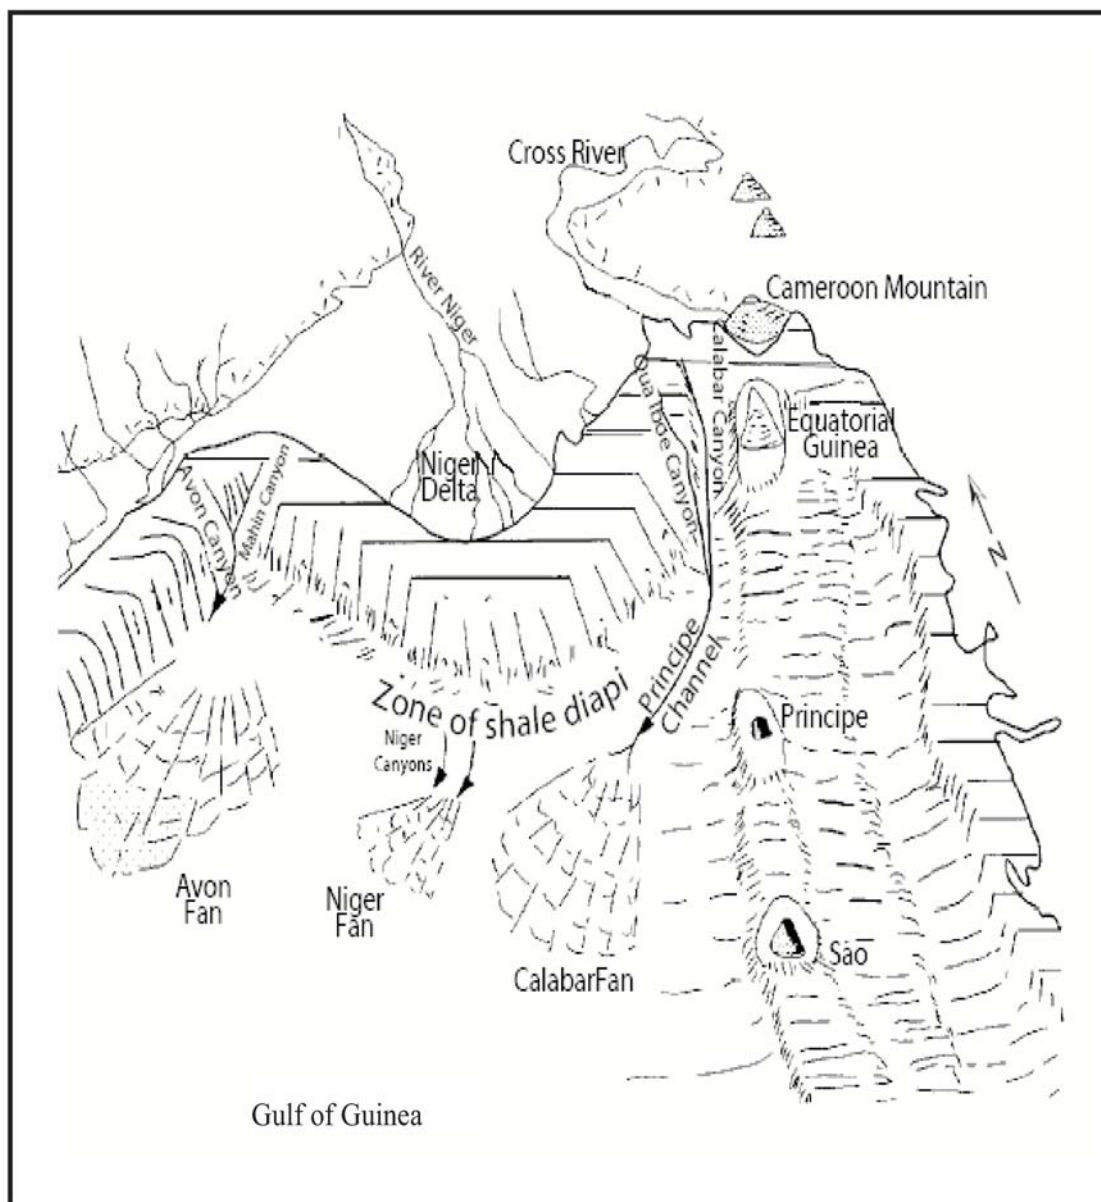 Cross River
River Niger
Cameroon Mountain
Qua Iboe Canyon
Calabar Canyon
Equatorial
Guinea
Niger
Delta
Avon Canyon
Mahin Canyon
N
Principe
Channel
Zone of shale diapi
Niger
Canyons
Principe
Avon
Fan
Niger
Fan
CalabarFan
Sao
Gulf of Guinea